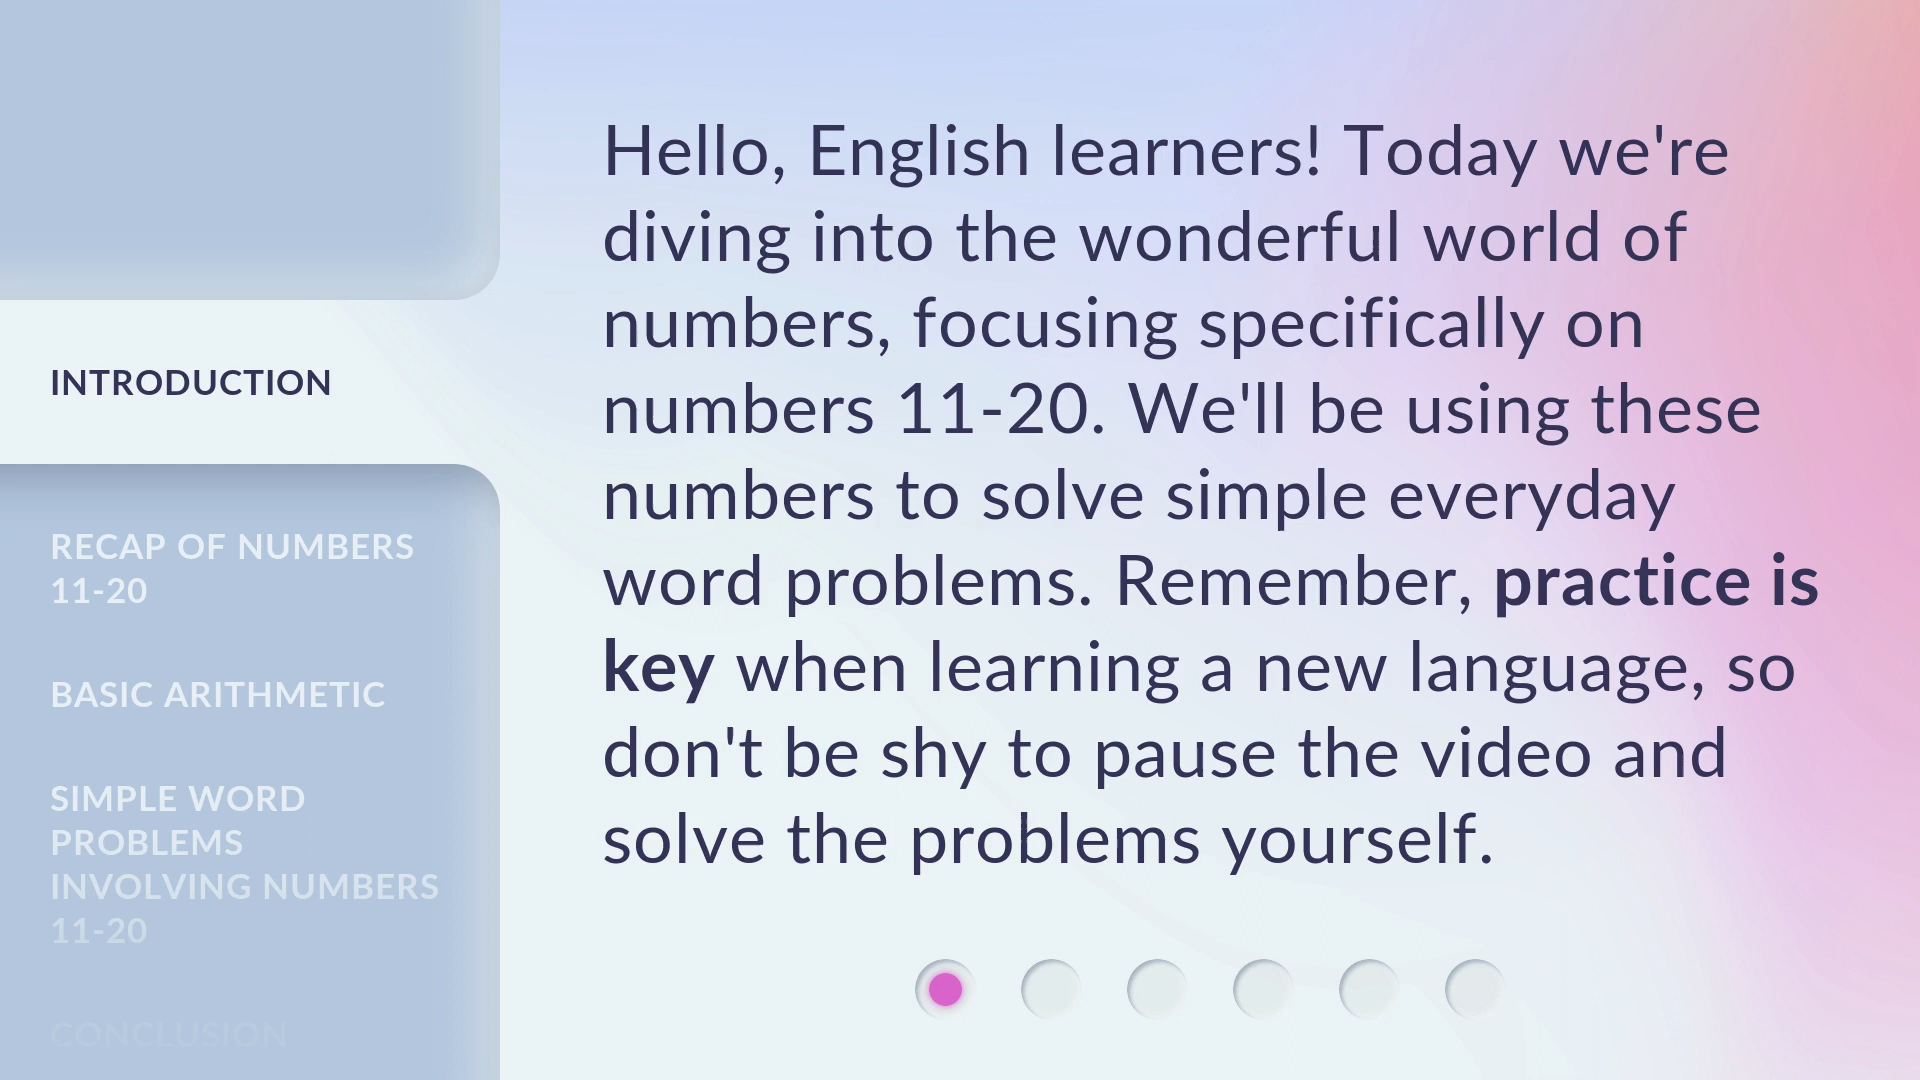 INTRODUCTION
RECAP OF NUMBERS
11-20
BASIC ARITHMETIC
SIMPLE WORD
PROBLEMS
INVOLVING NUMBERS
11-20
CONCLUSION
Hello, English learners! Today we're
diving into the wonderful world of
numbers, focusing specifically on
numbers 11-20. We'll be using these
numbers to solve simple everyday
word problems. Remember, practice is
key when learning a new language, so
don't be shy to pause the video and
solve the problems yourself.